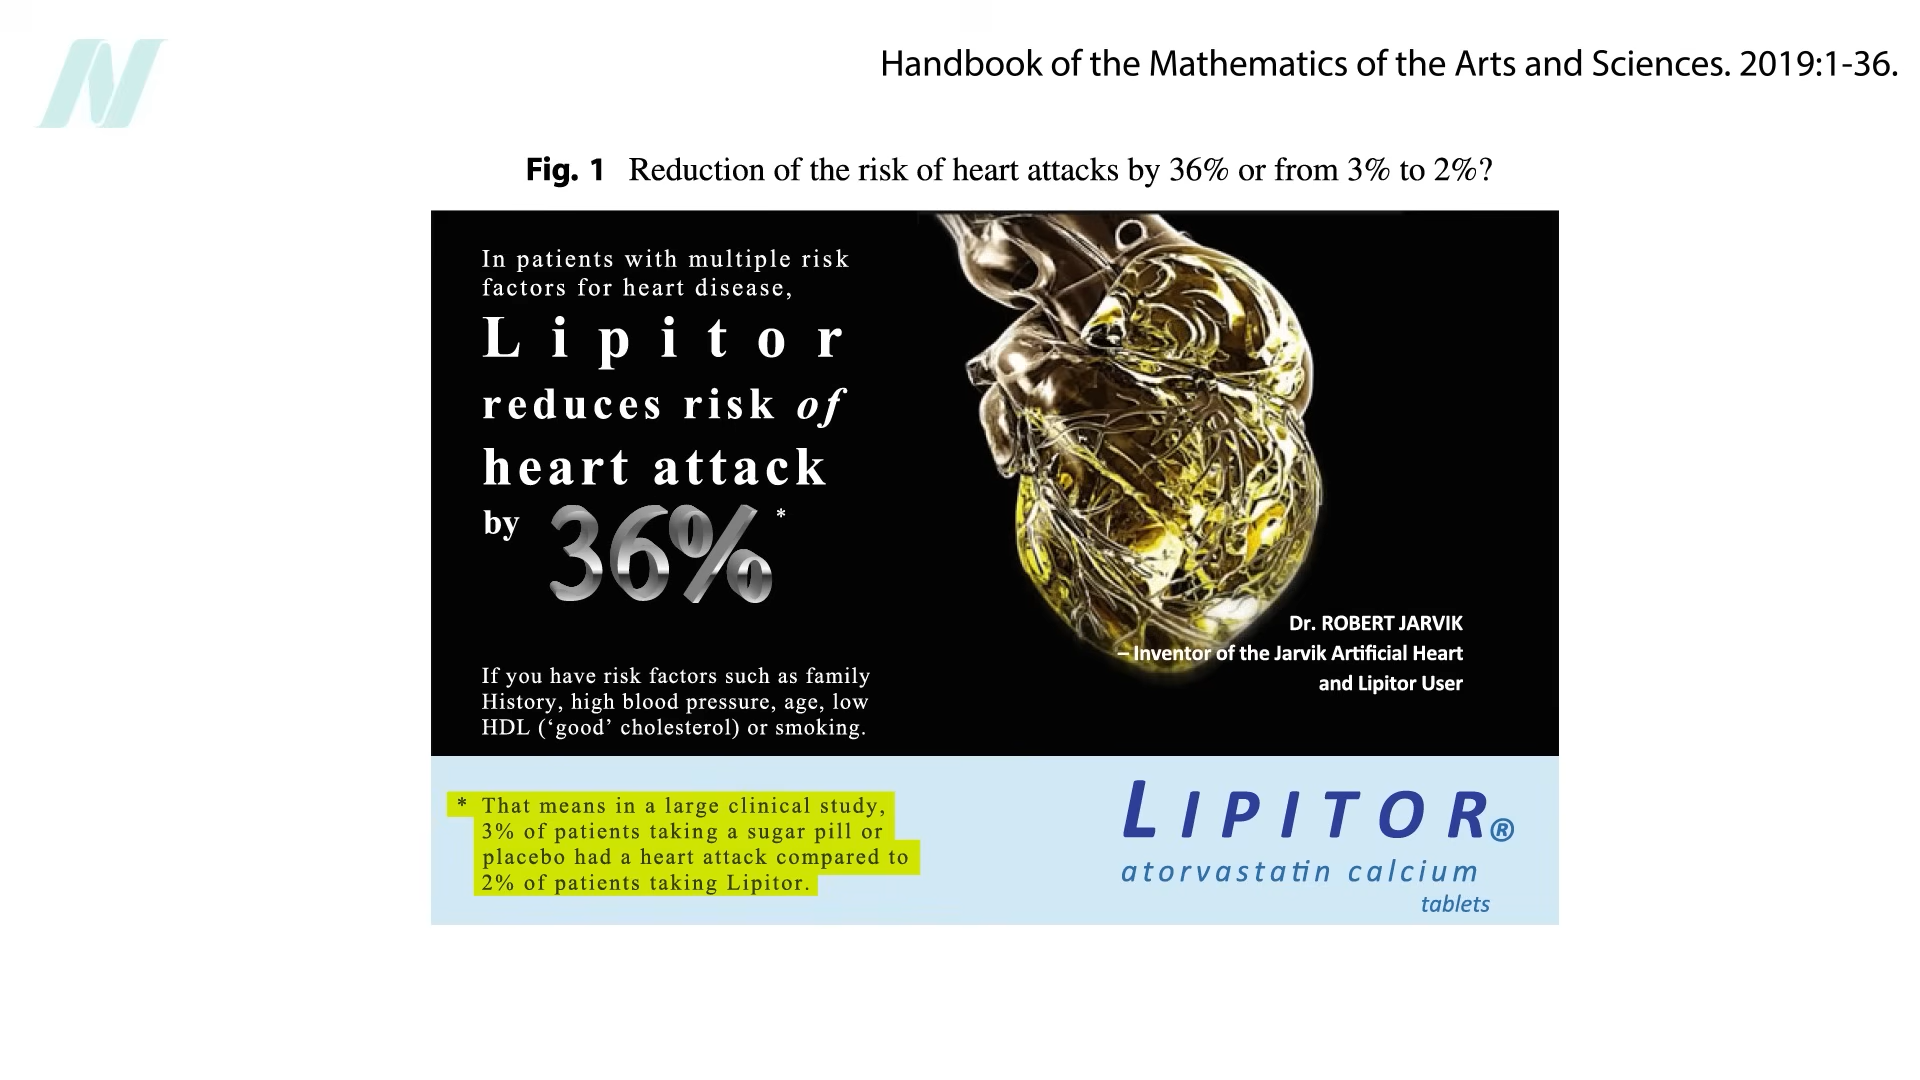 Handbook of the Mathematics of the Arts and Sciences. 2019:1-36.
Fig. 1 Reduction of the risk of heart attacks by 36% or from 3% to 2%?
In patients with multiple risk
factors for heart disease,
Lipitor
reduces risk of
heart attack
by 36%*
If you have risk factors such as family
History, high blood pressure, age, low
HDL (‘good’ cholesterol) or smoking.
Dr. ROBERT JARVIK
– Inventor of the Jarvik Artificial Heart
and Lipitor User
* That means in a large clinical study,
3% of patients taking a sugar pill or
placebo had a heart attack compared to
2% of patients taking Lipitor.
LIPITOR®
atorvastatin calcium
tablets